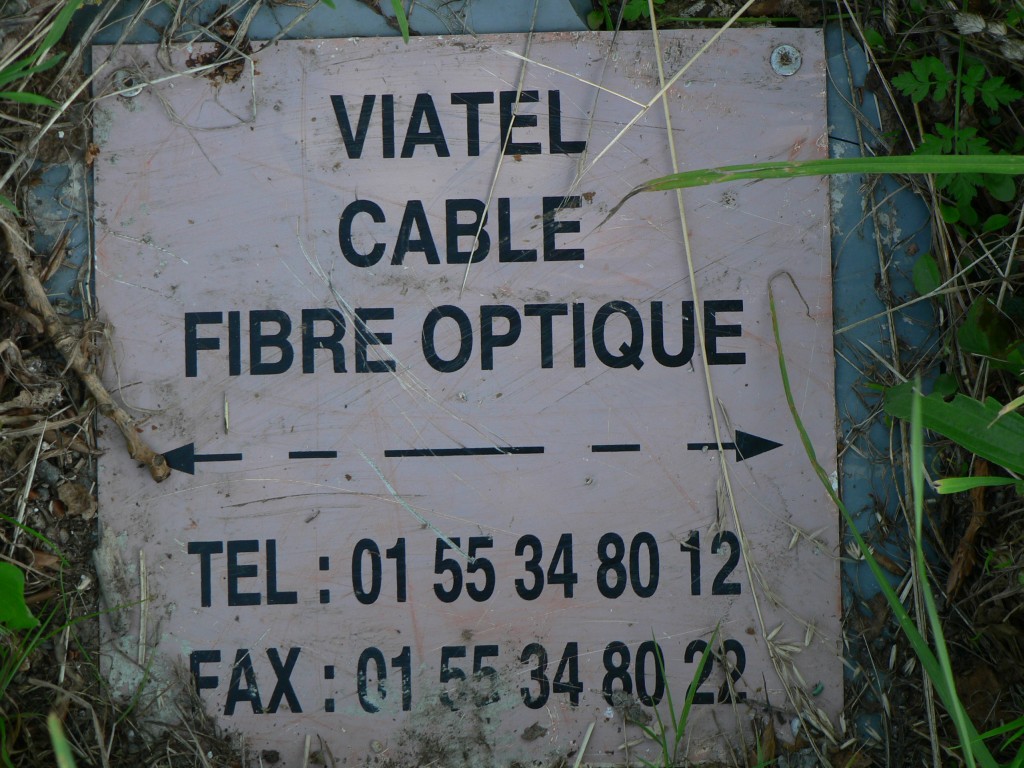 VIATEL
CABLE
FIBRE OPTIQUE
TEL : 01 55 34 80 12
FAX : 01 55 34 80 22